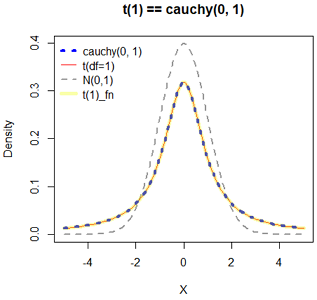 t(1) == cauchy(0, 1)
cauchy(0, 1)
t(df=1)
N(0,1)
t(1)_fn
Density
0.4
0.3
0.2
0.1
0.0
-4 -2 0 2 4
X